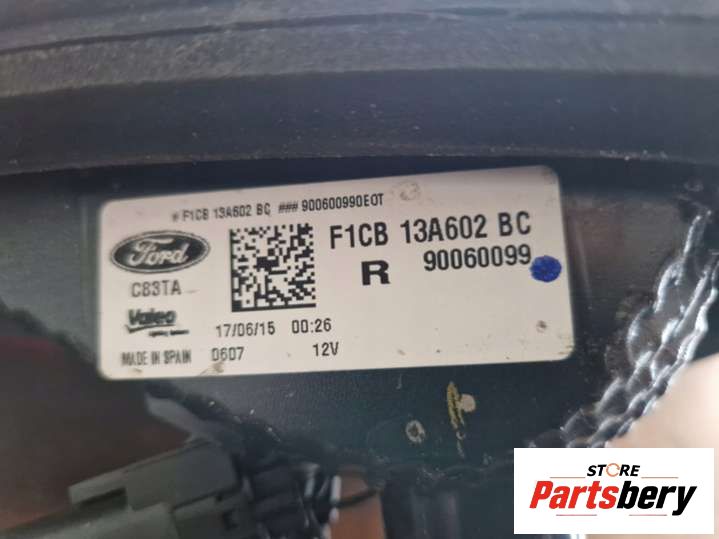 # F1CB 13A602 BC ### 900600990EOT
Ford
F1CB 13A602 BC
R 90060099
C83TA
Valeo
17/06/15 00:26
MADE IN SPAIN 0607 12V
STORE
Partsbery